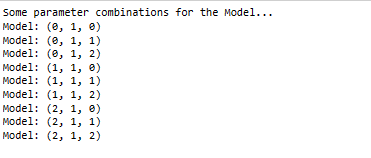 Some parameter combinations for the Model...
Model: (0, 1, 0)
Model: (0, 1, 1)
Model: (0, 1, 2)
Model: (1, 1, 0)
Model: (1, 1, 1)
Model: (1, 1, 2)
Model: (2, 1, 0)
Model: (2, 1, 1)
Model: (2, 1, 2)